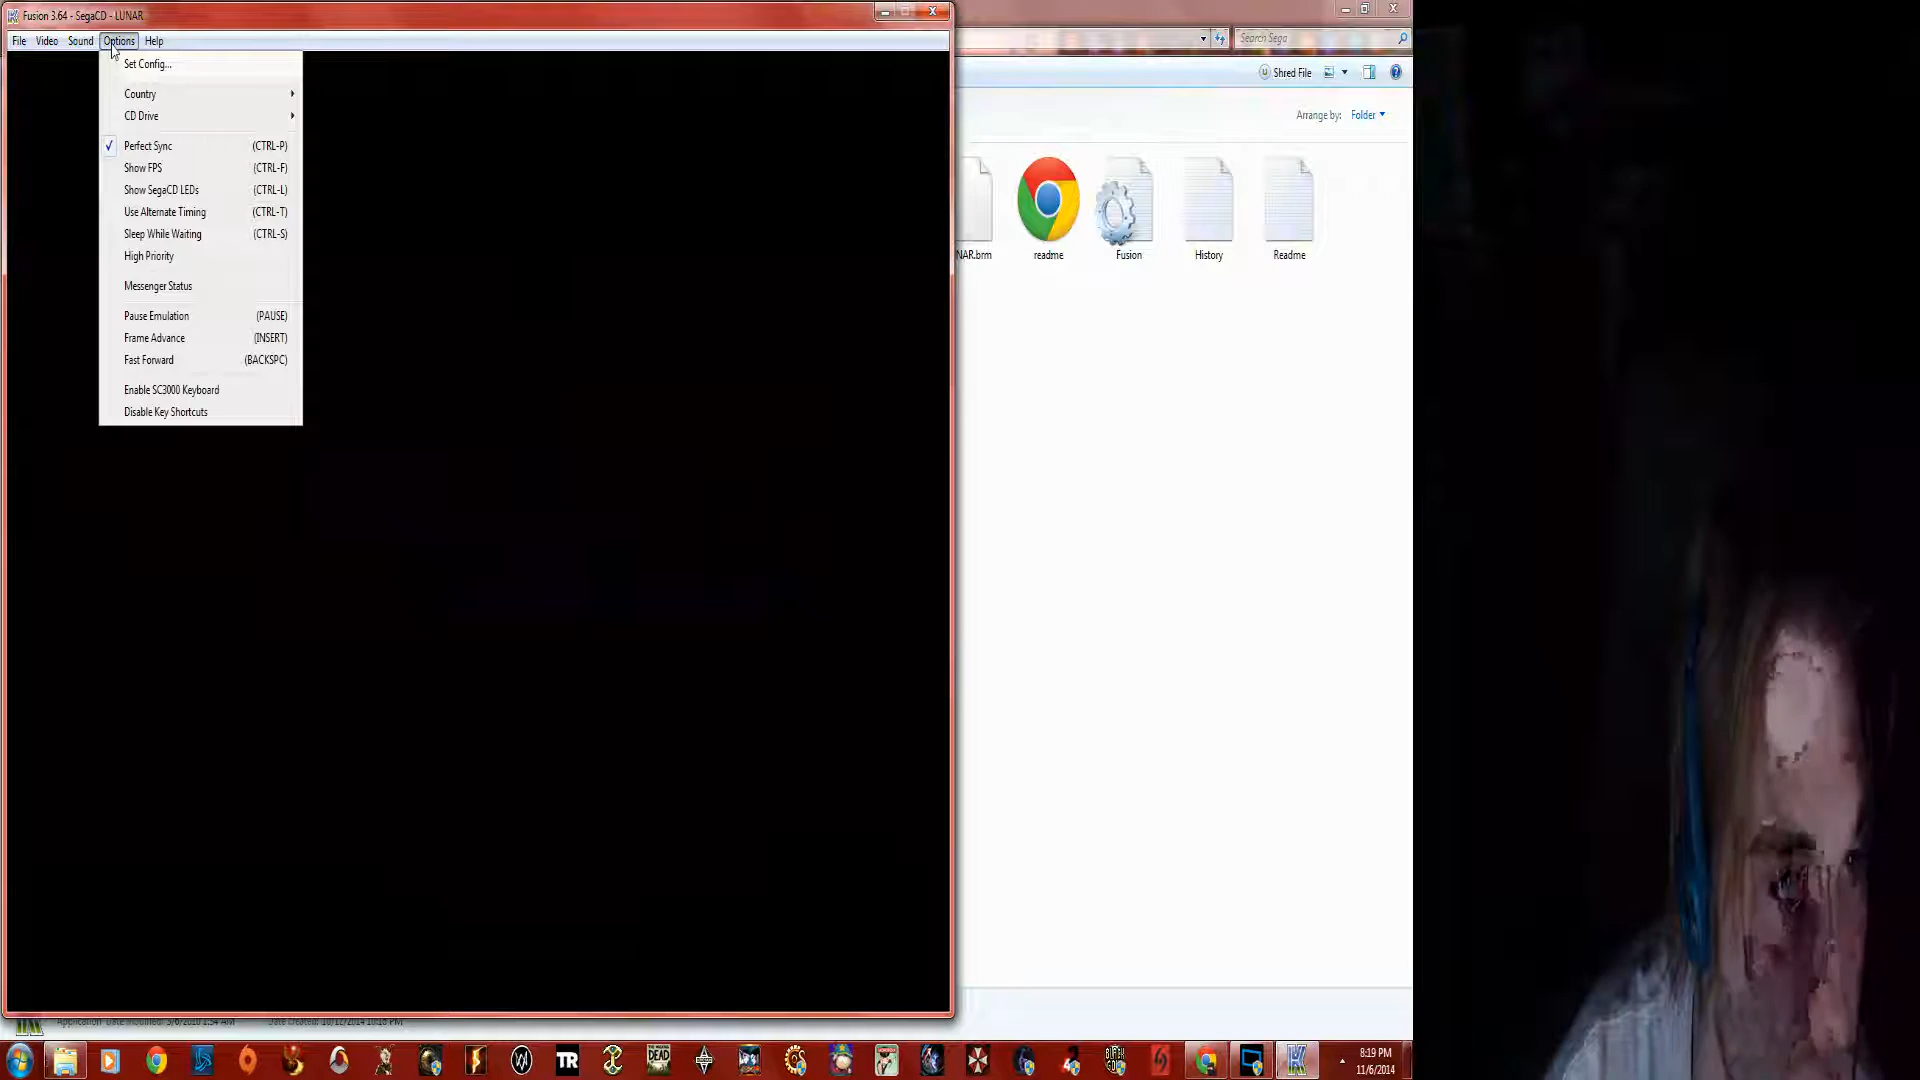 Fusion 3.64 - SegaCD - LUNAR
File Video Sound Options Help
Set Config...
Country
CD Drive
Perfect Sync (CTRL-P)
Show FPS (CTRL-F)
Show SegaCD LEDs (CTRL-L)
Use Alternate Timing (CTRL-T)
Sleep While Waiting (CTRL-S)
High Priority
Messenger Status
Pause Emulation (PAUSE)
Frame Advance (INSERT)
Fast Forward (BACKSPC)
Enable SC3000 Keyboard
Disable Key Shortcuts
Search Sega
Shred File
Arrange by: Folder
NAR.brm readme Fusion History Readme
TR
DEAD
8:19 PM
11/6/2014